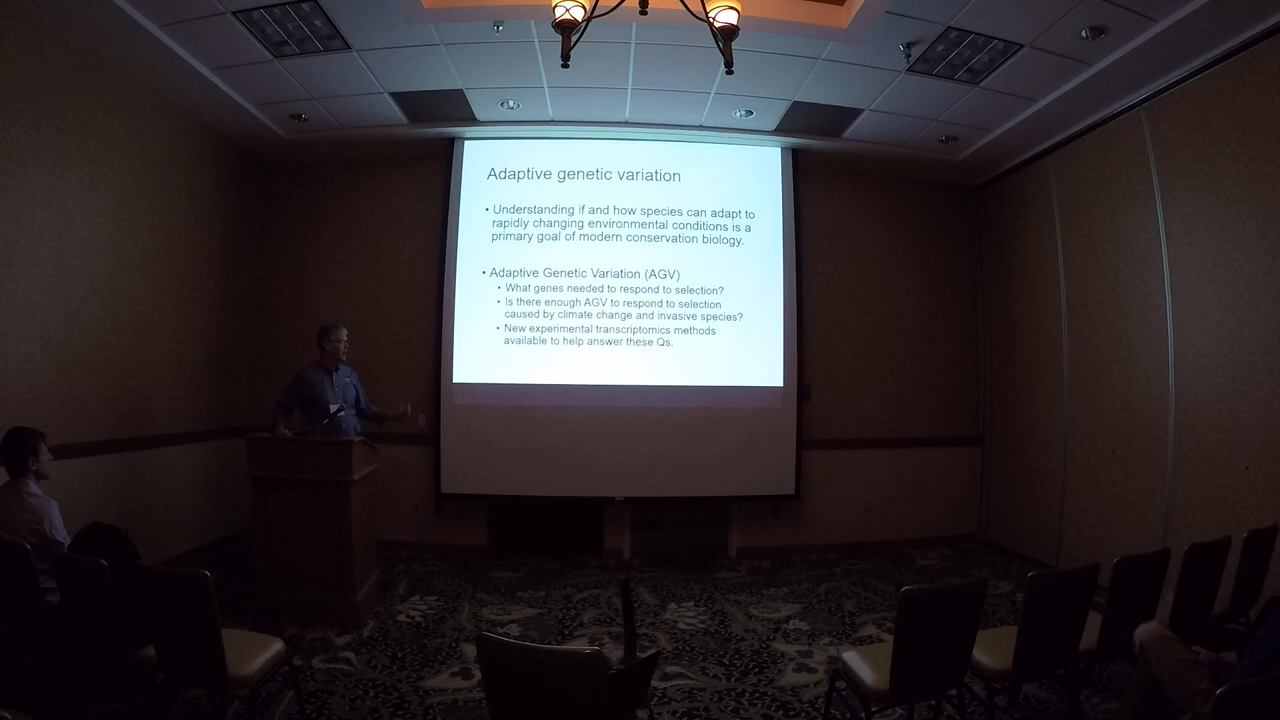 Adaptive genetic variation
• Understanding if and how species can adapt to
rapidly changing environmental conditions is a
primary goal of modern conservation biology.
• Adaptive Genetic Variation (AGV)
• What genes needed to respond to selection?
• Is there enough AGV to respond to selection
caused by climate change and invasive species?
• New experimental transcriptomics methods
available to help answer these Qs.